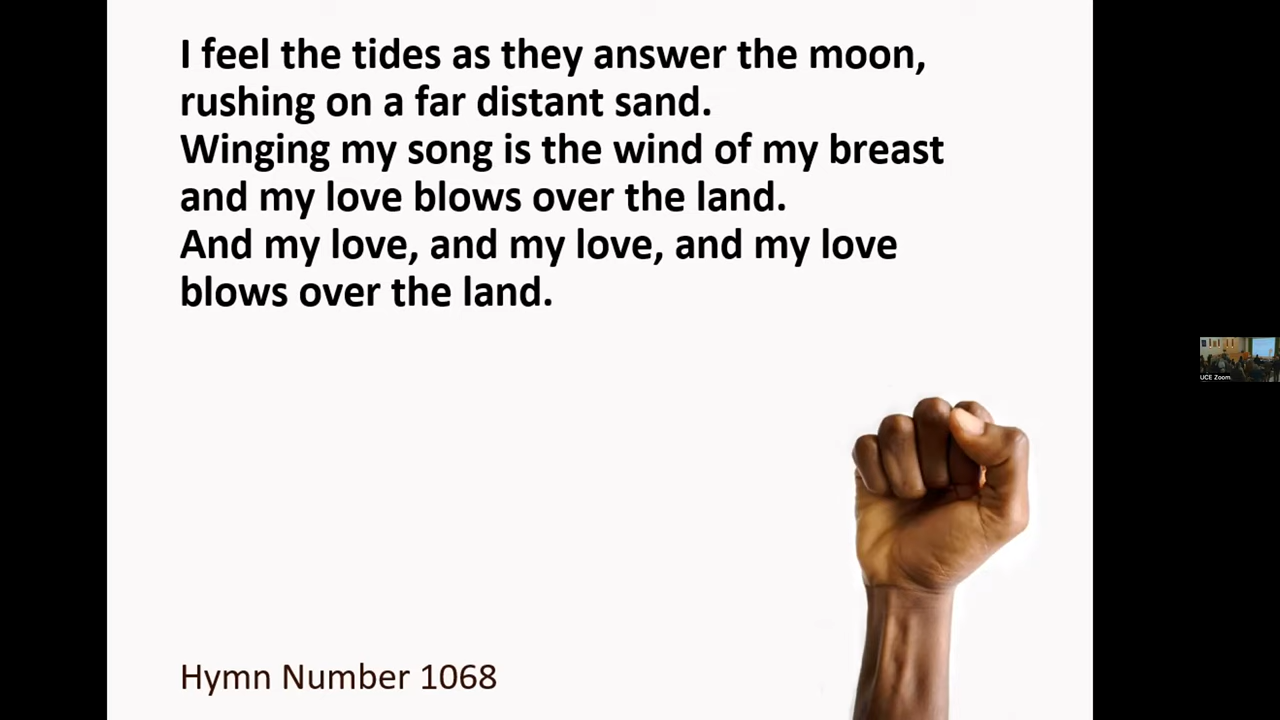 I feel the tides as they answer the moon,
rushing on a far distant sand.
Winging my song is the wind of my breast
and my love blows over the land.
And my love, and my love, and my love
blows over the land.
UCE Zoom
Hymn Number 1068